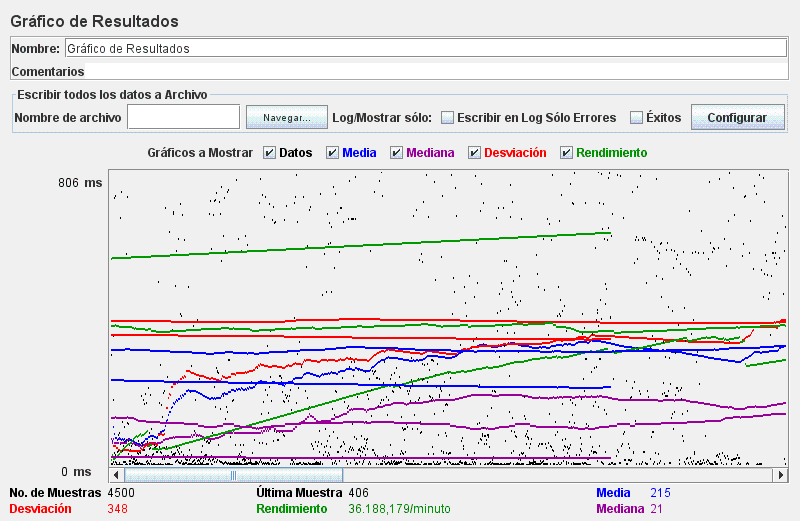 Gráfico de Resultados
Nombre: Gráfico de Resultados
Comentarios
Escribir todos los datos a Archivo
Nombre de archivo Navegar... Log/Mostrar sólo: Escribir en Log Sólo Errores Éxitos Configurar
Gráficos a Mostrar Datos Media Mediana Desviación Rendimiento
806 ms
0 ms
No. de Muestras 4500 Última Muestra 406 Media 215
Desviación 348 Rendimiento 36.188,179/minuto Mediana 21